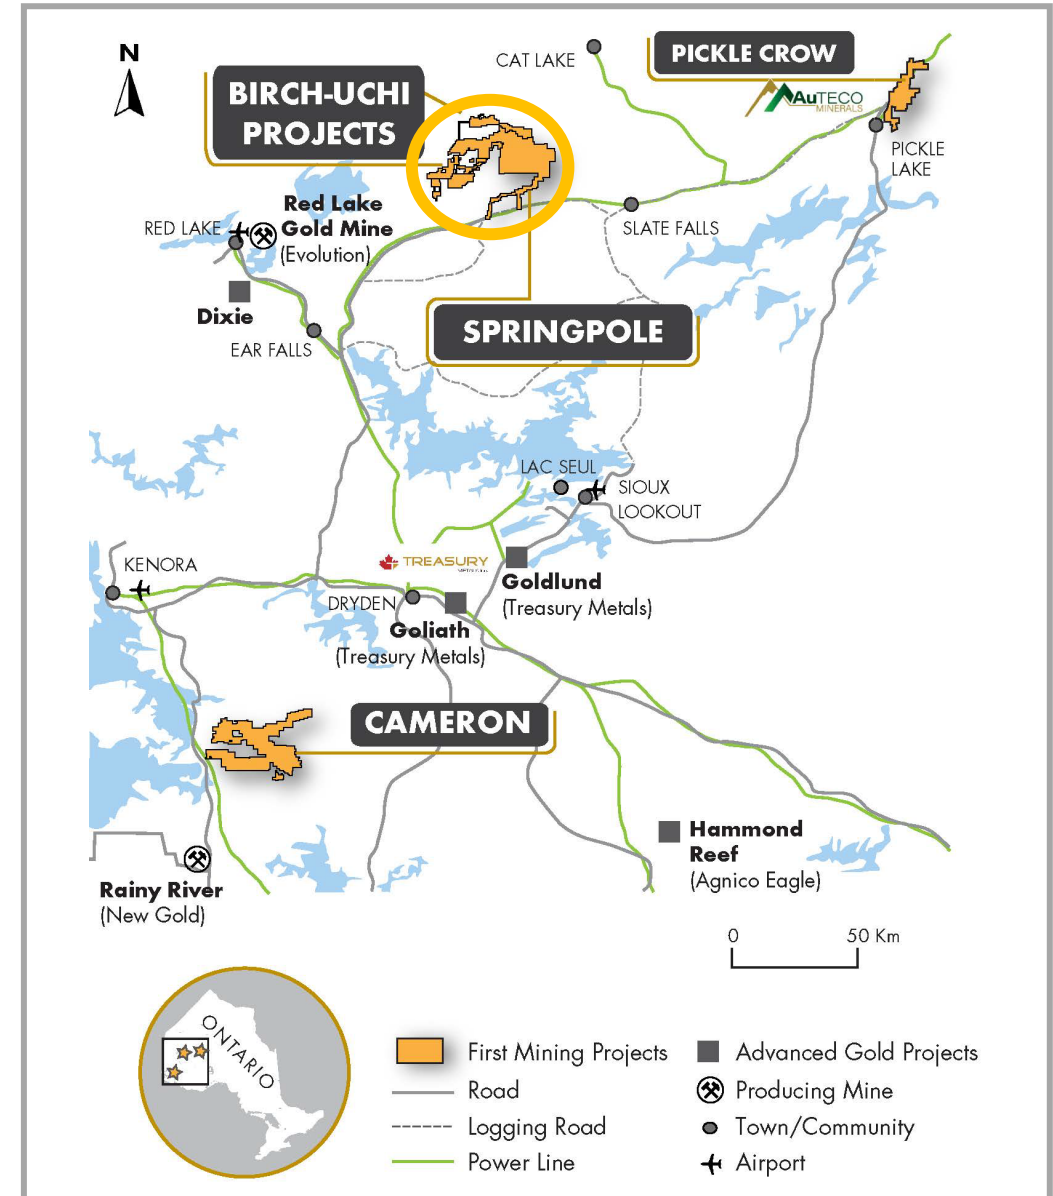 N
CAT LAKE
PICKLE CROW
BIRCH-UCHI
PROJECTS
AuTECO
MINERALS
PICKLE
LAKE
Red Lake
Gold Mine
(Evolution)
RED LAKE
SLATE FALLS
Dixie
SPRINGPOLE
EAR FALLS
LAC SEUL
SIOUX
LOOKOUT
KENORA
TREASURY
Goldlund
(Treasury Metals)
DRYDEN
Goliath
(Treasury Metals)
CAMERON
Hammond
Reef
(Agnico Eagle)
Rainy River
(New Gold)
0 50 Km
ONTARIO
First Mining Projects
Road
Logging Road
Power Line
Advanced Gold Projects
Producing Mine
Town/Community
Airport